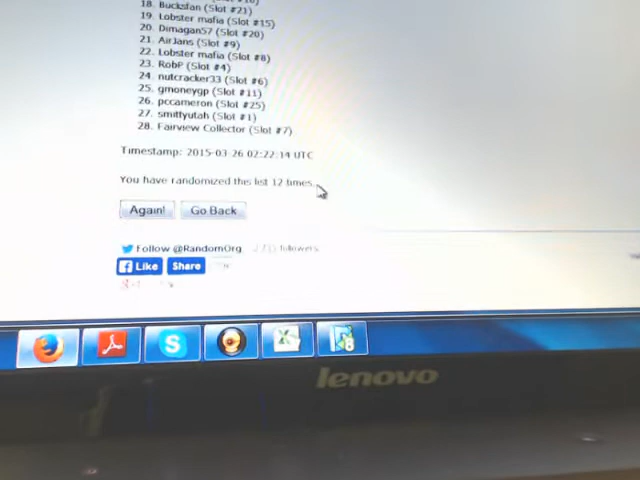 18. Bucksfan (Slot #21)
19. Lobster mafia (Slot #15)
20. Dimagan57 (Slot #20)
21. AirJans (Slot #9)
22. Lobster mafia (Slot #8)
23. RobP (Slot #4)
24. nutcracker33 (Slot #6)
25. gmoneygp (Slot #11)
26. pccameron (Slot #25)
27. smittyutah (Slot #1)
28. Fairview Collector (Slot #7)
Timestamp: 2015-03-26 02:22:14 UTC
You have randomized this list 12 times.
Again! Go Back
Follow @RandomOrg followers
Like Share
S 8
lenovo